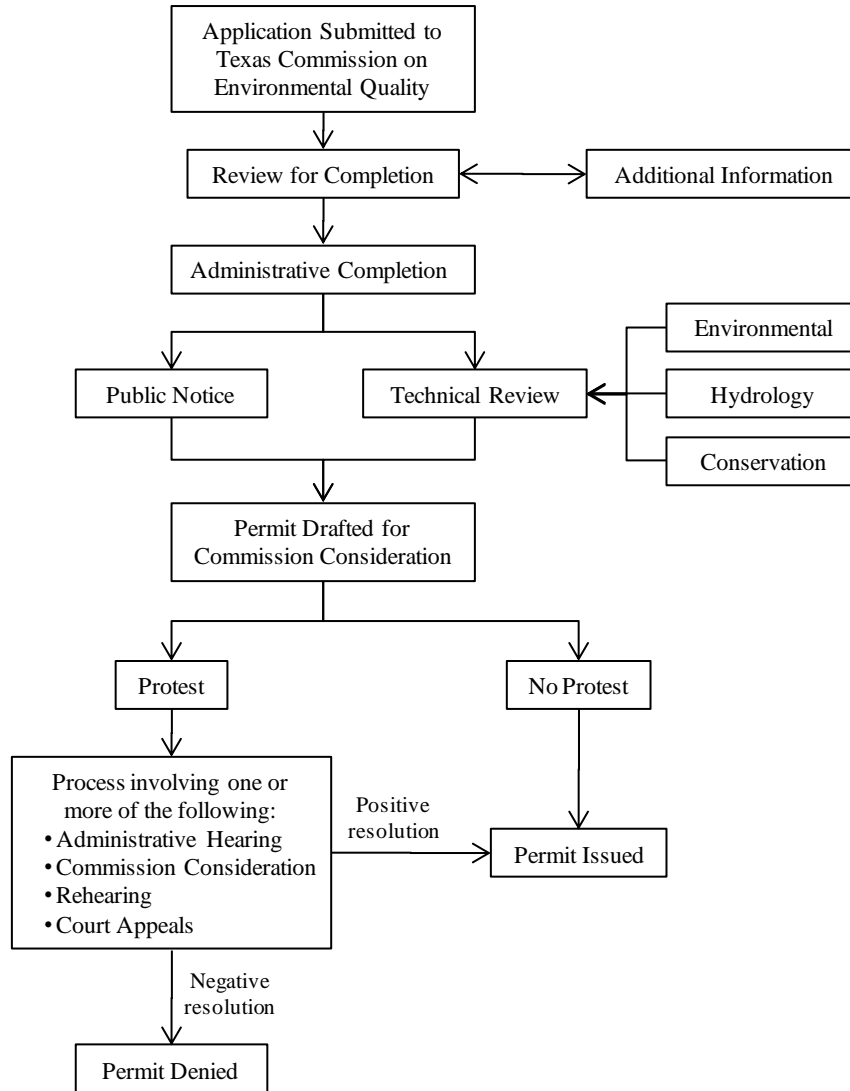 Application Submitted to
Texas Commission on
Environmental Quality
Review for Completion
Additional Information
Administrative Completion
Public Notice
Technical Review
Environmental
Hydrology
Conservation
Permit Drafted for
Commission Consideration
Protest
No Protest
Process involving one or
more of the following:
• Administrative Hearing
• Commission Consideration
• Rehearing
• Court Appeals
Positive
resolution
Permit Issued
Negative
resolution
Permit Denied